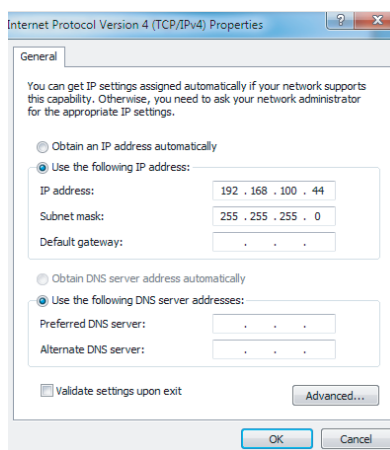 Internet Protocol Version 4 (TCP/IPv4) Properties
General
You can get IP settings assigned automatically if your network supports
this capability. Otherwise, you need to ask your network administrator
for the appropriate IP settings.
Obtain an IP address automatically
Use the following IP address:
IP address: 192 . 168 . 100 . 44
Subnet mask: 255 . 255 . 255 . 0
Default gateway: . . .
Obtain DNS server address automatically
Use the following DNS server addresses:
Preferred DNS server: . . .
Alternate DNS server: . . .
Validate settings upon exit
Advanced...
OK Cancel